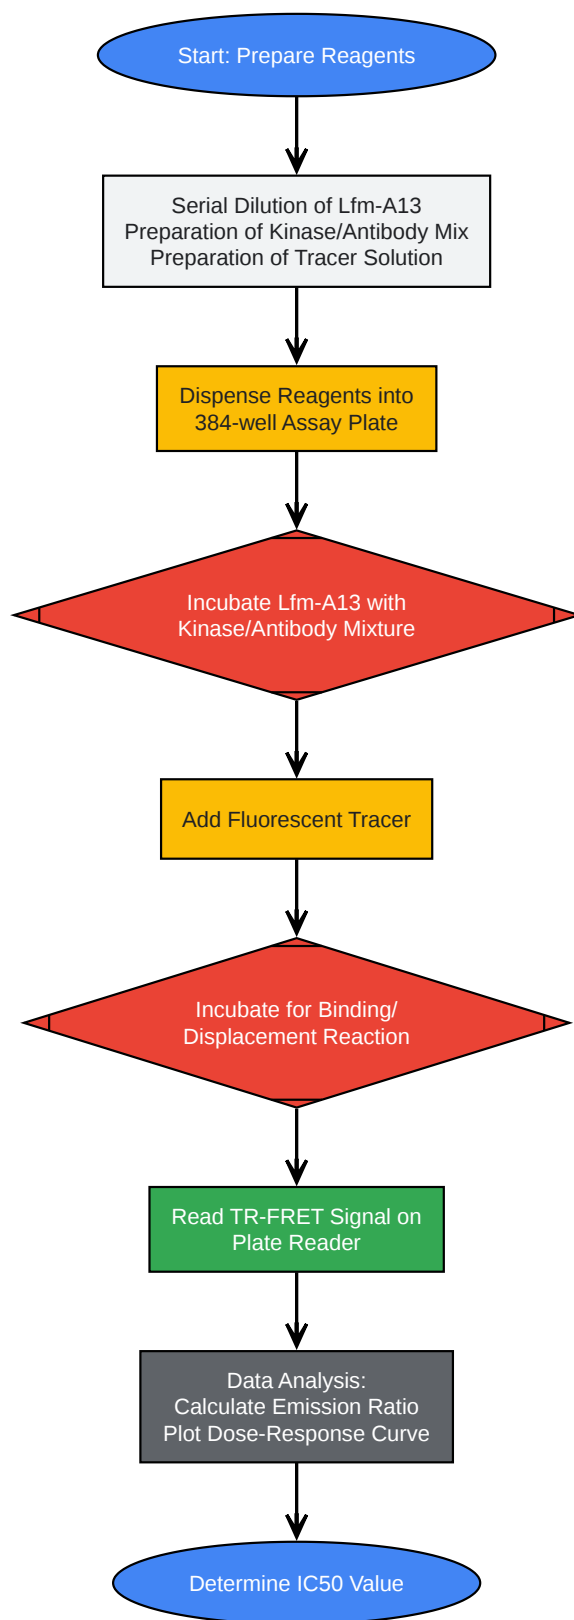 Start: Prepare Reagents
Serial Dilution of Lfm-A13
Preparation of Kinase/Antibody Mix
Preparation of Tracer Solution
Dispense Reagents into
384-well Assay Plate
Incubate Lfm-A13 with
Kinase/Antibody Mixture
Add Fluorescent Tracer
Incubate for Binding/
Displacement Reaction
Read TR-FRET Signal on
Plate Reader
Data Analysis:
Calculate Emission Ratio
Plot Dose-Response Curve
Determine IC50 Value